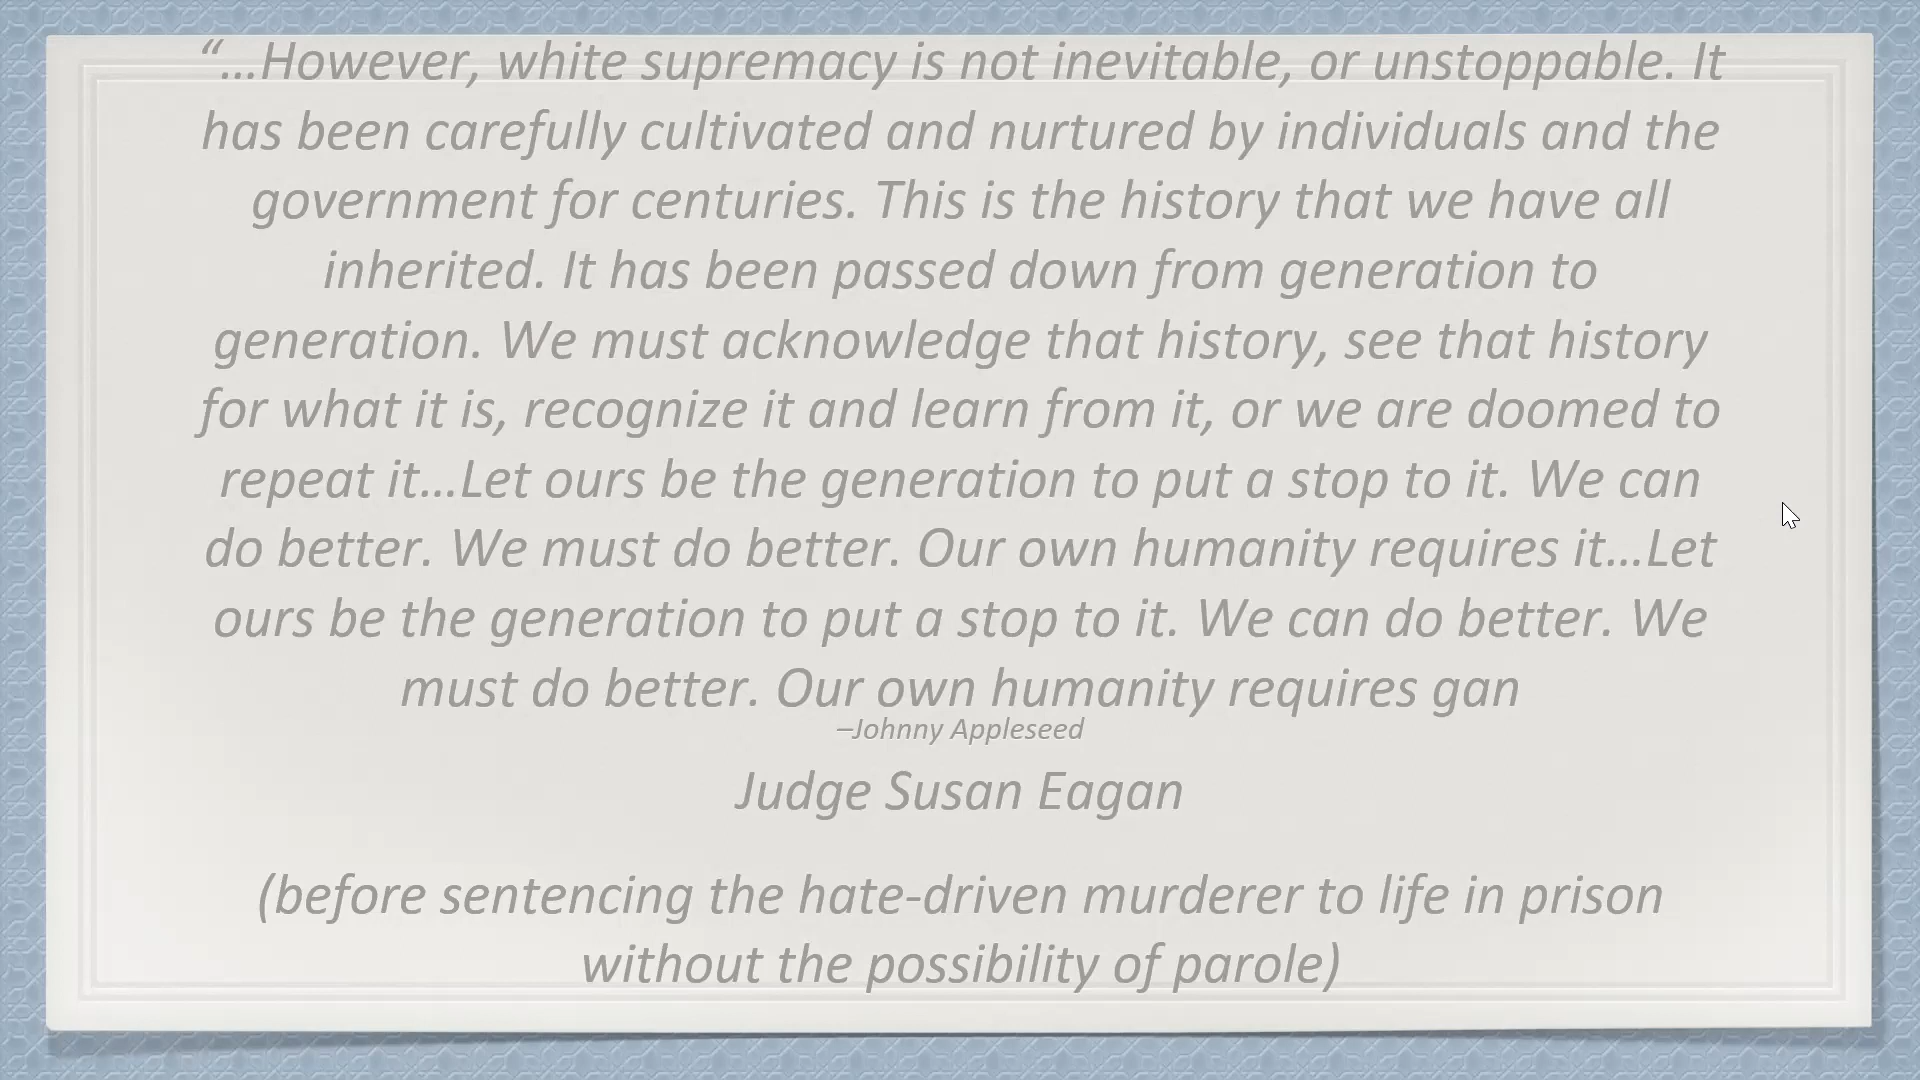 “...However, white supremacy is not inevitable, or unstoppable. It
has been carefully cultivated and nurtured by individuals and the
government for centuries. This is the history that we have all
inherited. It has been passed down from generation to
generation. We must acknowledge that history, see that history
for what it is, recognize it and learn from it, or we are doomed to
repeat it...Let ours be the generation to put a stop to it. We can
do better. We must do better. Our own humanity requires it...Let
ours be the generation to put a stop to it. We can do better. We
must do better. Our own humanity requires gan
–Johnny Appleseed
Judge Susan Eagan
(before sentencing the hate-driven murderer to life in prison
without the possibility of parole)